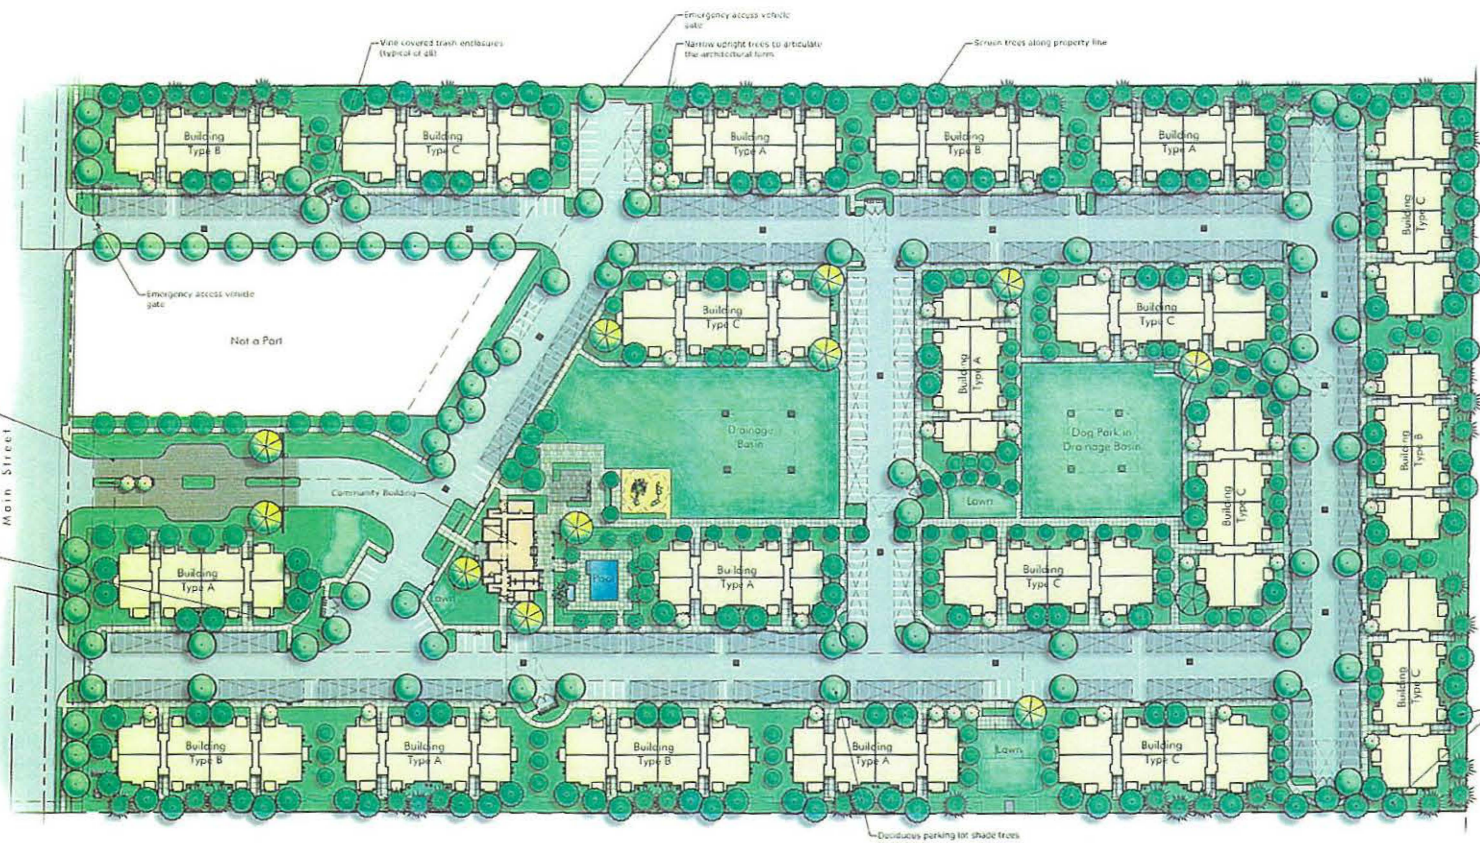 Emergency access vehicle
gate
Vine covered trash enclosures
(typical of all)
Narrow upright trees to articulate
the architectural form
Screen trees along property line
Building
Type B
Building
Type C
Building
Type A
Building
Type B
Building
Type A
Building
Type C
Emergency access vehicle
gate
Not a Part
Building
Type C
Building
Type A
Building
Type C
Main Street
Community Building
Drainage
Basin
Dog Park in
Drainage Basin
Lawn
Building
Type C
Building
Type B
Building
Type A
Lawn
Pool
Building
Type A
Building
Type C
Building
Type C
Building
Type B
Building
Type A
Building
Type B
Building
Type A
Lawn
Building
Type C
Deciduous parking lot shade trees